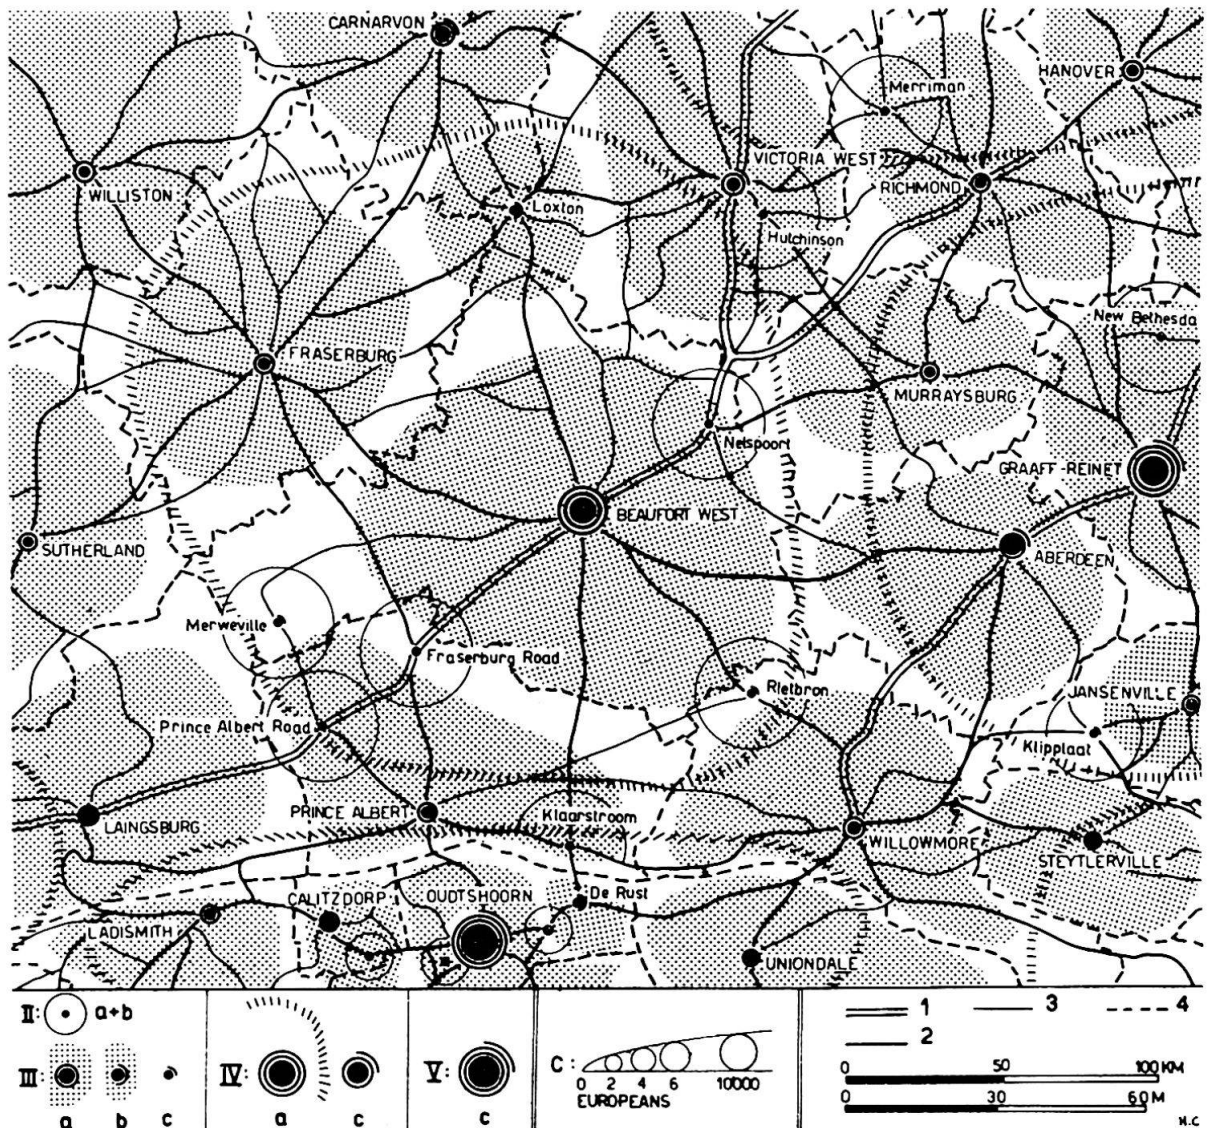 CARNARVON
HANOVER
Merriman
VICTORIA WEST
WILLISTON
RICHMOND
Loxton
Hutchinson
New Bethesda
FRASERBURG
MURRAYSBURG
Nelspoort
GRAAFF-REINET
BEAUFORT WEST
SUTHERLAND
ABERDEEN
Merweville
Fraserburg Road
Rietbron
JANSENVILLE
Prince Albert Road
Klipplaat
PRINCE ALBERT
Klaarstroom
LAINGSBURG
WILLOWMORE
STEYTLERVILLE
De Rust
CALITZDORP
OUDTSHOORN
LADISMITH
UNIONDALE
II: a+b
III: a b c
IV: a c
V: c
C: 0 2 4 6 10'000
EUROPEANS
1 3 4
2
0 50 100 KM
0 30 60 M
H.C